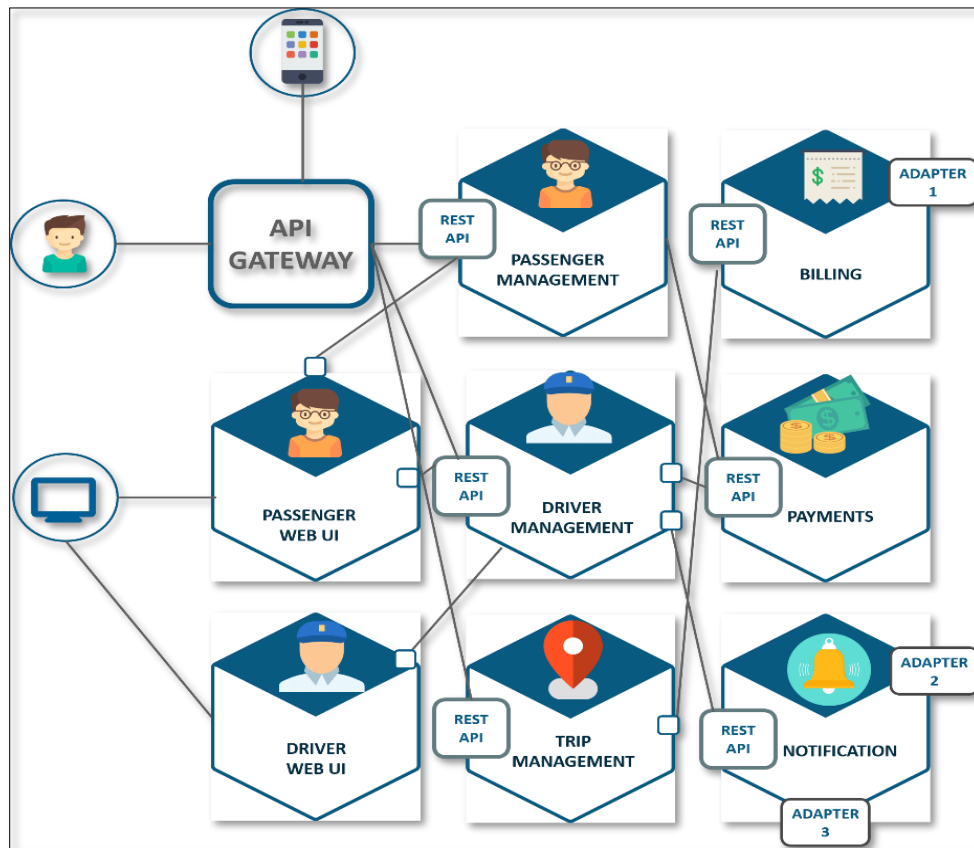 API
GATEWAY
REST
API
PASSENGER
MANAGEMENT
REST
API
BILLING
ADAPTER
1
PASSENGER
WEB UI
REST
API
DRIVER
MANAGEMENT
REST
API
PAYMENTS
DRIVER
WEB UI
REST
API
TRIP
MANAGEMENT
REST
API
NOTIFICATION
ADAPTER
2
ADAPTER
3